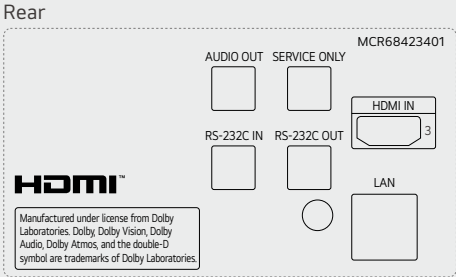 Rear
MCR68423401
AUDIO OUT SERVICE ONLY
HDMI IN
3
RS-232C IN RS-232C OUT
LAN
HDMI™
Manufactured under license from Dolby
Laboratories. Dolby, Dolby Vision, Dolby
Audio, Dolby Atmos, and the double-D
symbol are trademarks of Dolby Laboratories.